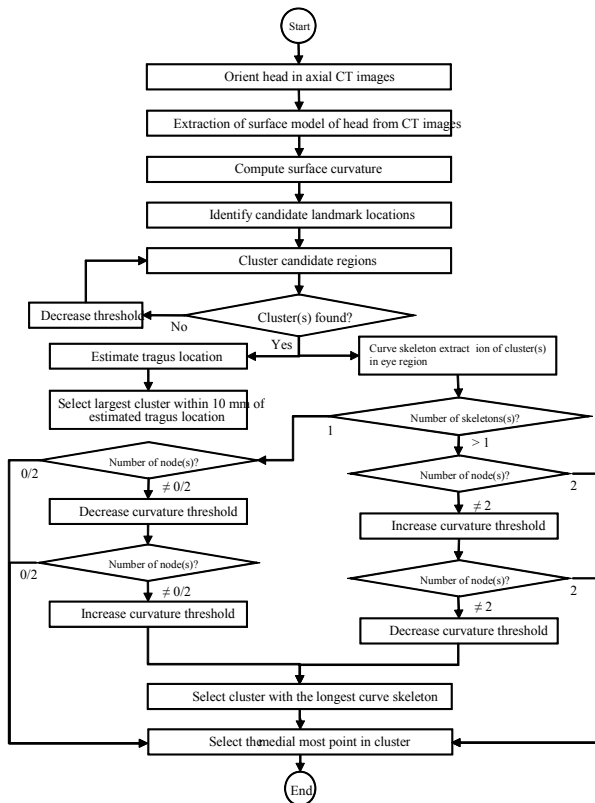 Start
Orient head in axial CT images
Extraction of surface model of head from CT images
Compute surface curvature
Identify candidate landmark locations
Cluster candidate regions
Decrease threshold
No
Cluster(s) found?
Yes
Estimate tragus location
Curve skeleton extract ion of cluster(s)
in eye region
Select largest cluster within 10 mm of
estimated tragus location
Number of skeletons(s)?
1
> 1
Number of node(s)?
0/2
≠ 0/2
Number of node(s)?
2
≠ 2
Decrease curvature threshold
Increase curvature threshold
Number of node(s)?
0/2
≠ 0/2
Number of node(s)?
2
≠ 2
Increase curvature threshold
Decrease curvature threshold
Select cluster with the longest curve skeleton
Select the medial most point in cluster
End